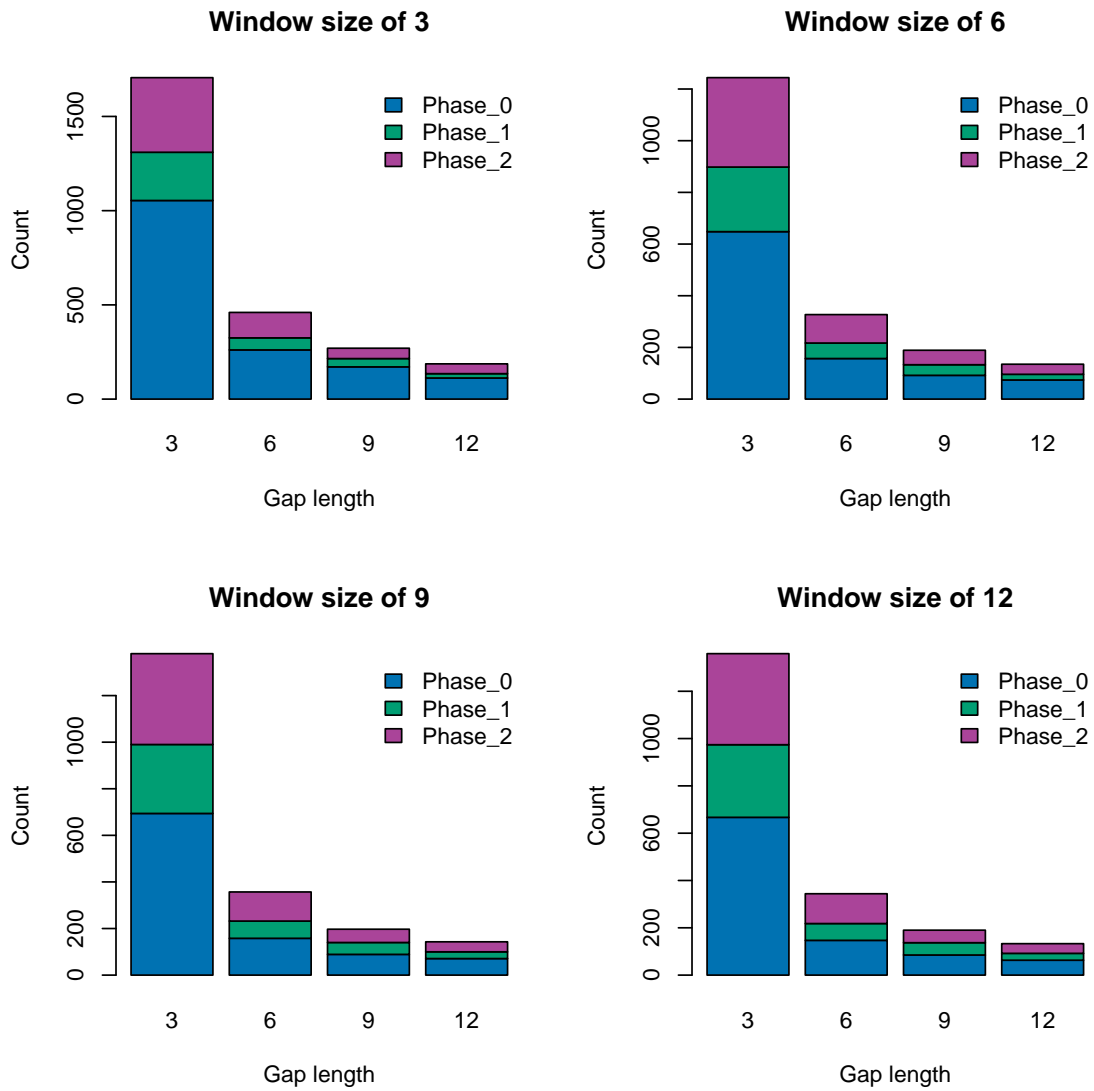 Window size of 3
Count
0
500
1000
1500
Phase_0
Phase_1
Phase_2
3 6 9 12
Gap length
Window size of 6
Count
0
200
600
1000
Phase_0
Phase_1
Phase_2
3 6 9 12
Gap length
Window size of 9
Count
0
200
600
1000
Phase_0
Phase_1
Phase_2
3 6 9 12
Gap length
Window size of 12
Count
0
200
600
1000
Phase_0
Phase_1
Phase_2
3 6 9 12
Gap length